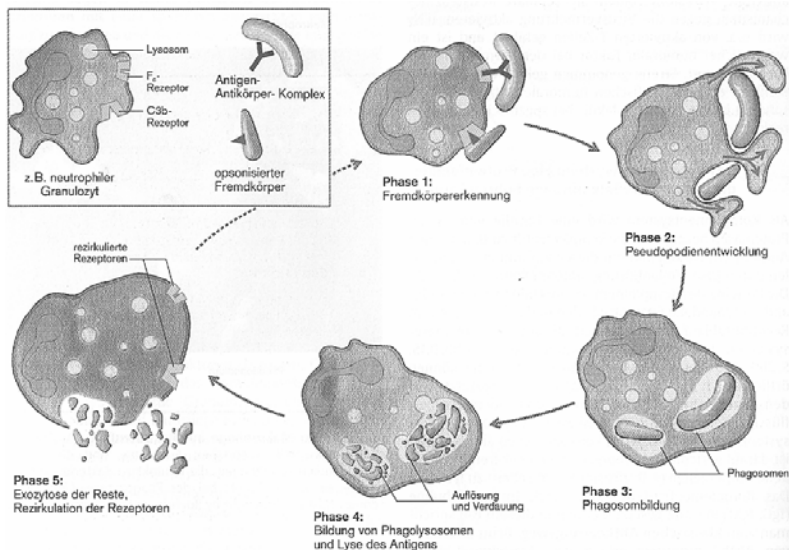 Lysosom
Fc-
Rezeptor
C3b-
Rezeptor
z.B. neutrophiler
Granulozyt
Antigen-
Antikörper-Komplex
opsonisierter
Fremdkörper
Phase 1:
Fremdkörpererkennung
Phase 2:
Pseudopodienentwicklung
Phagosomen
Phase 3:
Phagosombildung
Auflösung
und Verdauung
Phase 4:
Bildung von Phagolysosomen
und Lyse des Antigens
rezirkulierte
Rezeptoren
Phase 5:
Exozytose der Reste,
Rezirkulation der Rezeptoren